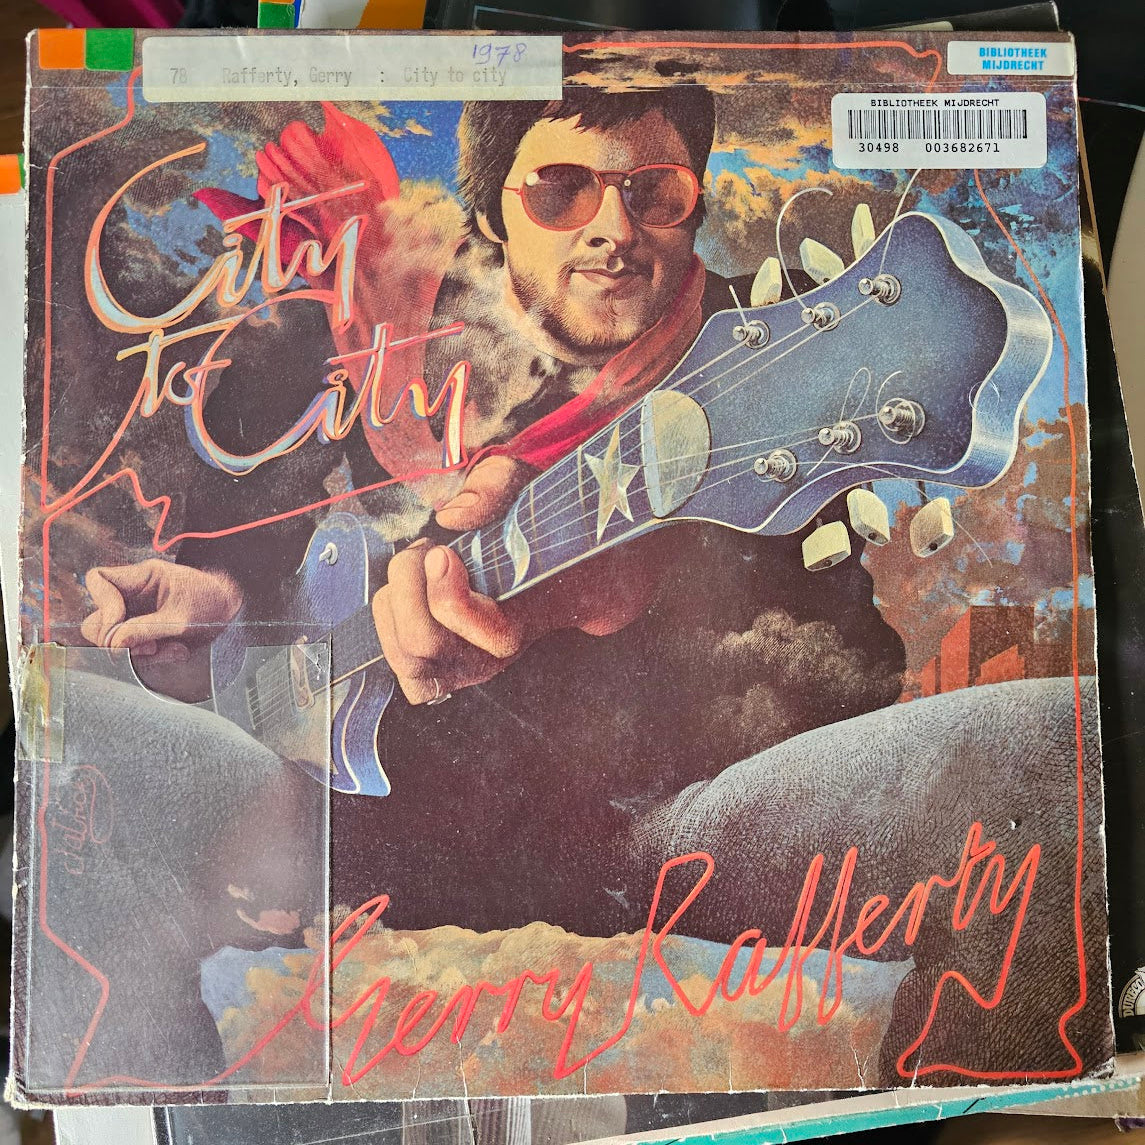 1978
78 Rafferty, Gerry : City to city
BIBLIOTHEEK
MIJDRECHT
BIBLIOTHEEK MIJDRECHT
30498 003682671
City
to City
Gerry Rafferty